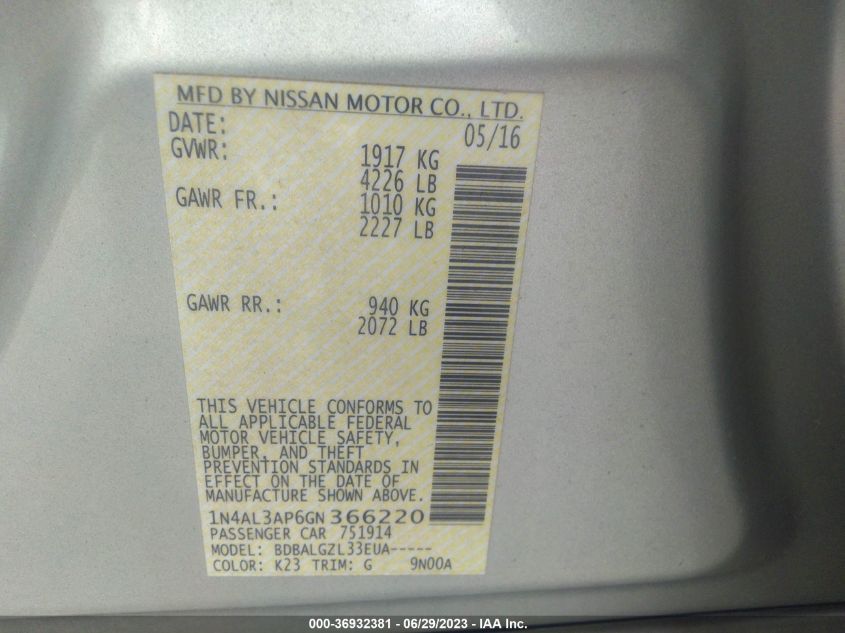 MFD BY NISSAN MOTOR CO., LTD.
DATE: 05/16
GVWR: 1917 KG
4226 LB
GAWR FR.: 1010 KG
2227 LB
GAWR RR.: 940 KG
2072 LB
THIS VEHICLE CONFORMS TO
ALL APPLICABLE FEDERAL
MOTOR VEHICLE SAFETY,
BUMPER, AND THEFT
PREVENTION STANDARDS IN
EFFECT ON THE DATE OF
MANUFACTURE SHOWN ABOVE.
1N4AL3AP6GN366220
PASSENGER CAR 751914
MODEL: BDBALGZL33EUA-----
COLOR: K23 TRIM: G 9N00A
000-36932381 - 06/29/2023 - IAA Inc.